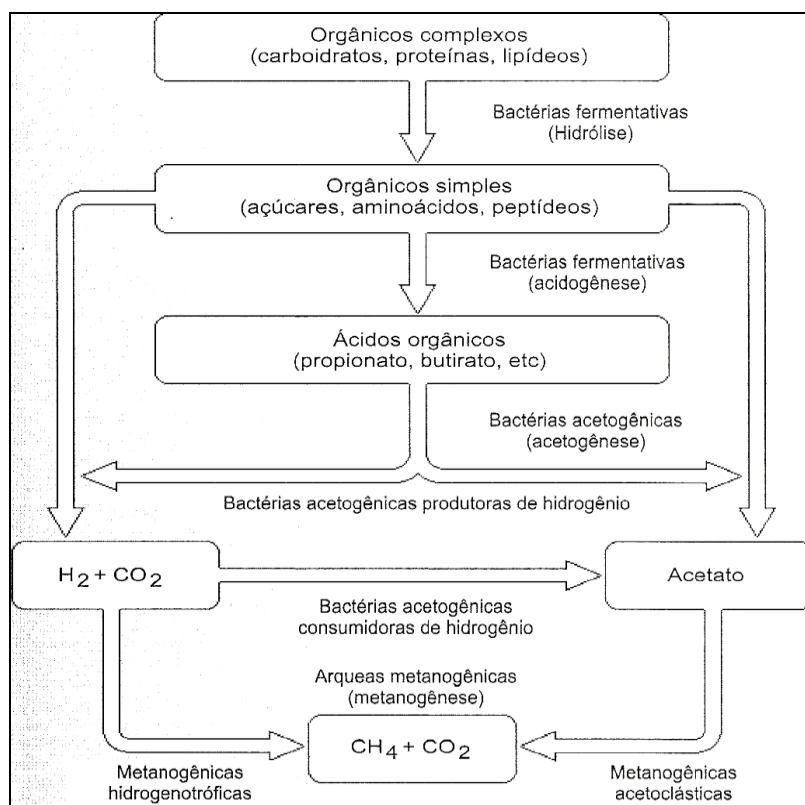 Orgânicos complexos
(carboidratos, proteínas, lipídeos)
Bactérias fermentativas
(Hidrólise)
Orgânicos simples
(açúcares, aminoácidos, peptídeos)
Bactérias fermentativas
(acidogênese)
Ácidos orgânicos
(propionato, butirato, etc)
Bactérias acetogênicas
(acetogênese)
Bactérias acetogênicas produtoras de hidrogênio
H₂ + CO₂
Acetato
Bactérias acetogênicas
consumidoras de hidrogênio
Arqueas metanogênicas
(metanogênese)
CH₄ + CO₂
Metanogênicas
hidrogenotróficas
Metanogênicas
acetoclásticas